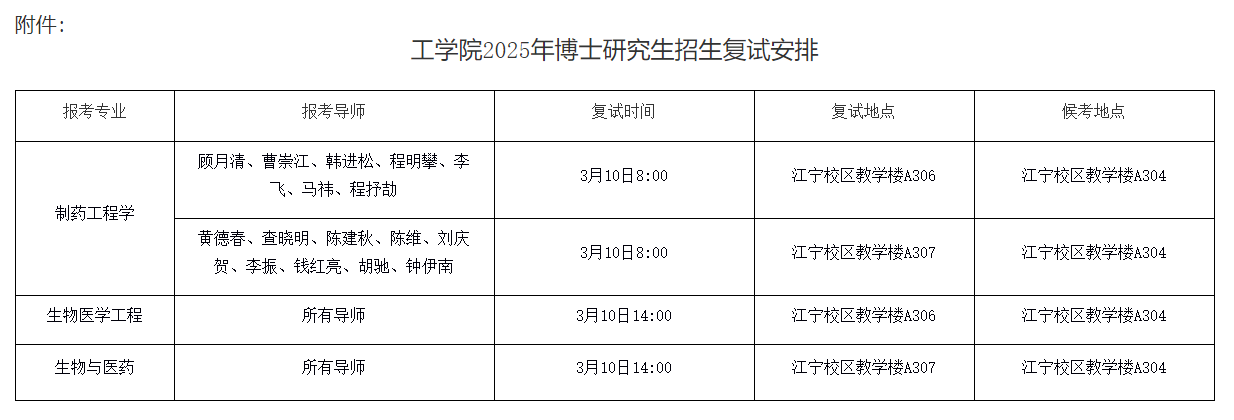 附件：
工学院2025年博士研究生招生复试安排
报考专业 报考导师 复试时间 复试地点 候考地点
制药工程学
顾月清、曹崇江、韩进松、程明攀、李
飞、马祎、程抒劼
3月10日8:00 江宁校区教学楼A306 江宁校区教学楼A304
黄德春、查晓明、陈建秋、陈维、刘庆
贺、李振、钱红亮、胡驰、钟伊南
3月10日8:00 江宁校区教学楼A307 江宁校区教学楼A304
生物医学工程 所有导师 3月10日14:00 江宁校区教学楼A306 江宁校区教学楼A304
生物与医药 所有导师 3月10日14:00 江宁校区教学楼A307 江宁校区教学楼A304